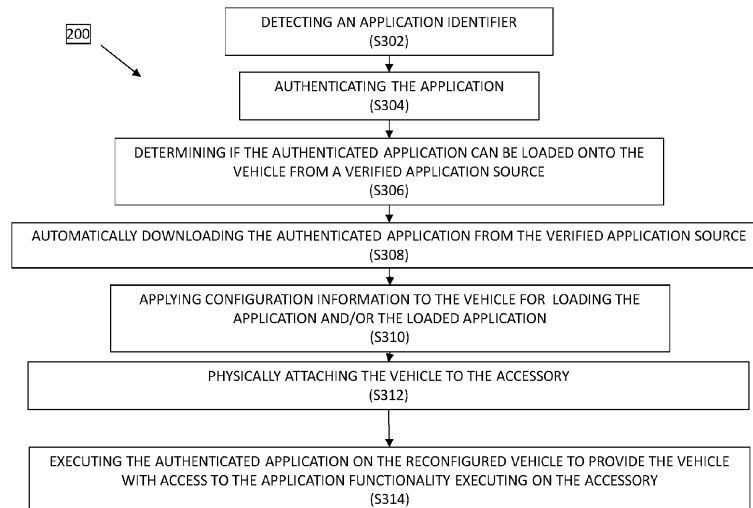 200
DETECTING AN APPLICATION IDENTIFIER
(S302)
AUTHENTICATING THE APPLICATION
(S304)
DETERMINING IF THE AUTHENTICATED APPLICATION CAN BE LOADED ONTO THE
VEHICLE FROM A VERIFIED APPLICATION SOURCE
(S306)
AUTOMATICALLY DOWNLOADING THE AUTHENTICATED APPLICATION FROM THE VERIFIED APPLICATION SOURCE
(S308)
APPLYING CONFIGURATION INFORMATION TO THE VEHICLE FOR LOADING THE
APPLICATION AND/OR THE LOADED APPLICATION
(S310)
PHYSICALLY ATTACHING THE VEHICLE TO THE ACCESSORY
(S312)
EXECUTING THE AUTHENTICATED APPLICATION ON THE RECONFIGURED VEHICLE TO PROVIDE THE VEHICLE
WITH ACCESS TO THE APPLICATION FUNCTIONALITY EXECUTING ON THE ACCESSORY
(S314)